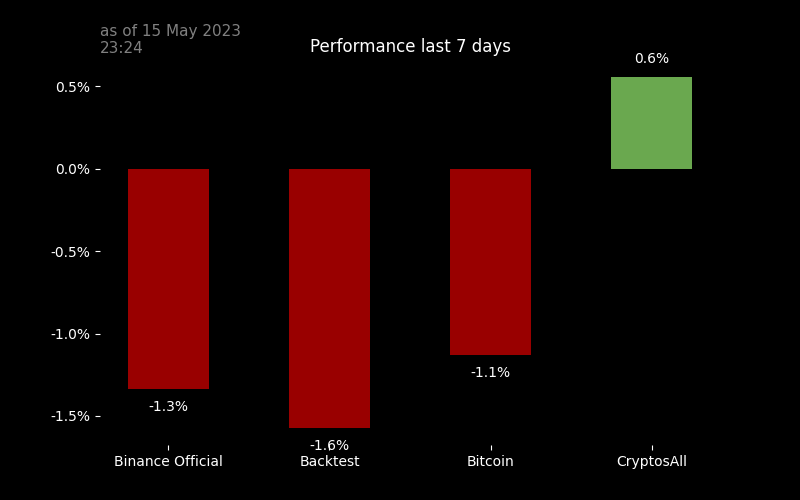 as of 15 May 2023
23:24
Performance last 7 days
0.6%
0.5%
0.0%
-0.5%
-1.0%
-1.1%
-1.3%
-1.5%
-1.6%
Binance Official
Backtest
Bitcoin
CryptosAll